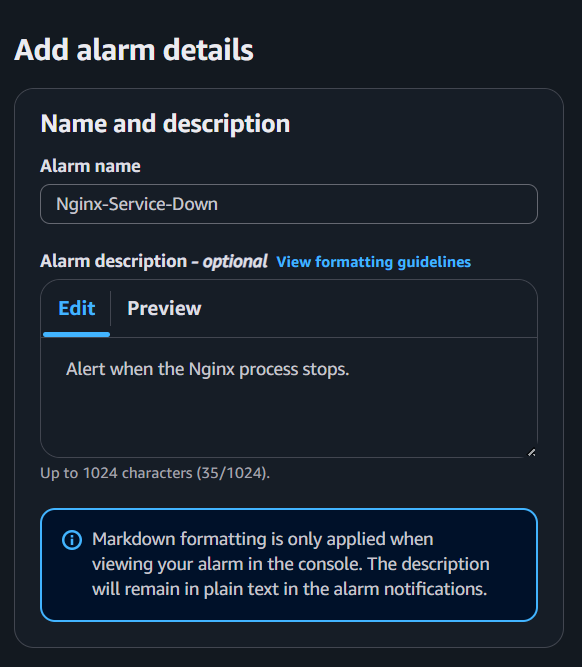 Add alarm details
Name and description
Alarm name
Nginx-Service-Down
Alarm description - optional View formatting guidelines
Edit Preview
Alert when the Nginx process stops.
Up to 1024 characters (35/1024).
Markdown formatting is only applied when
viewing your alarm in the console. The description
will remain in plain text in the alarm notifications.